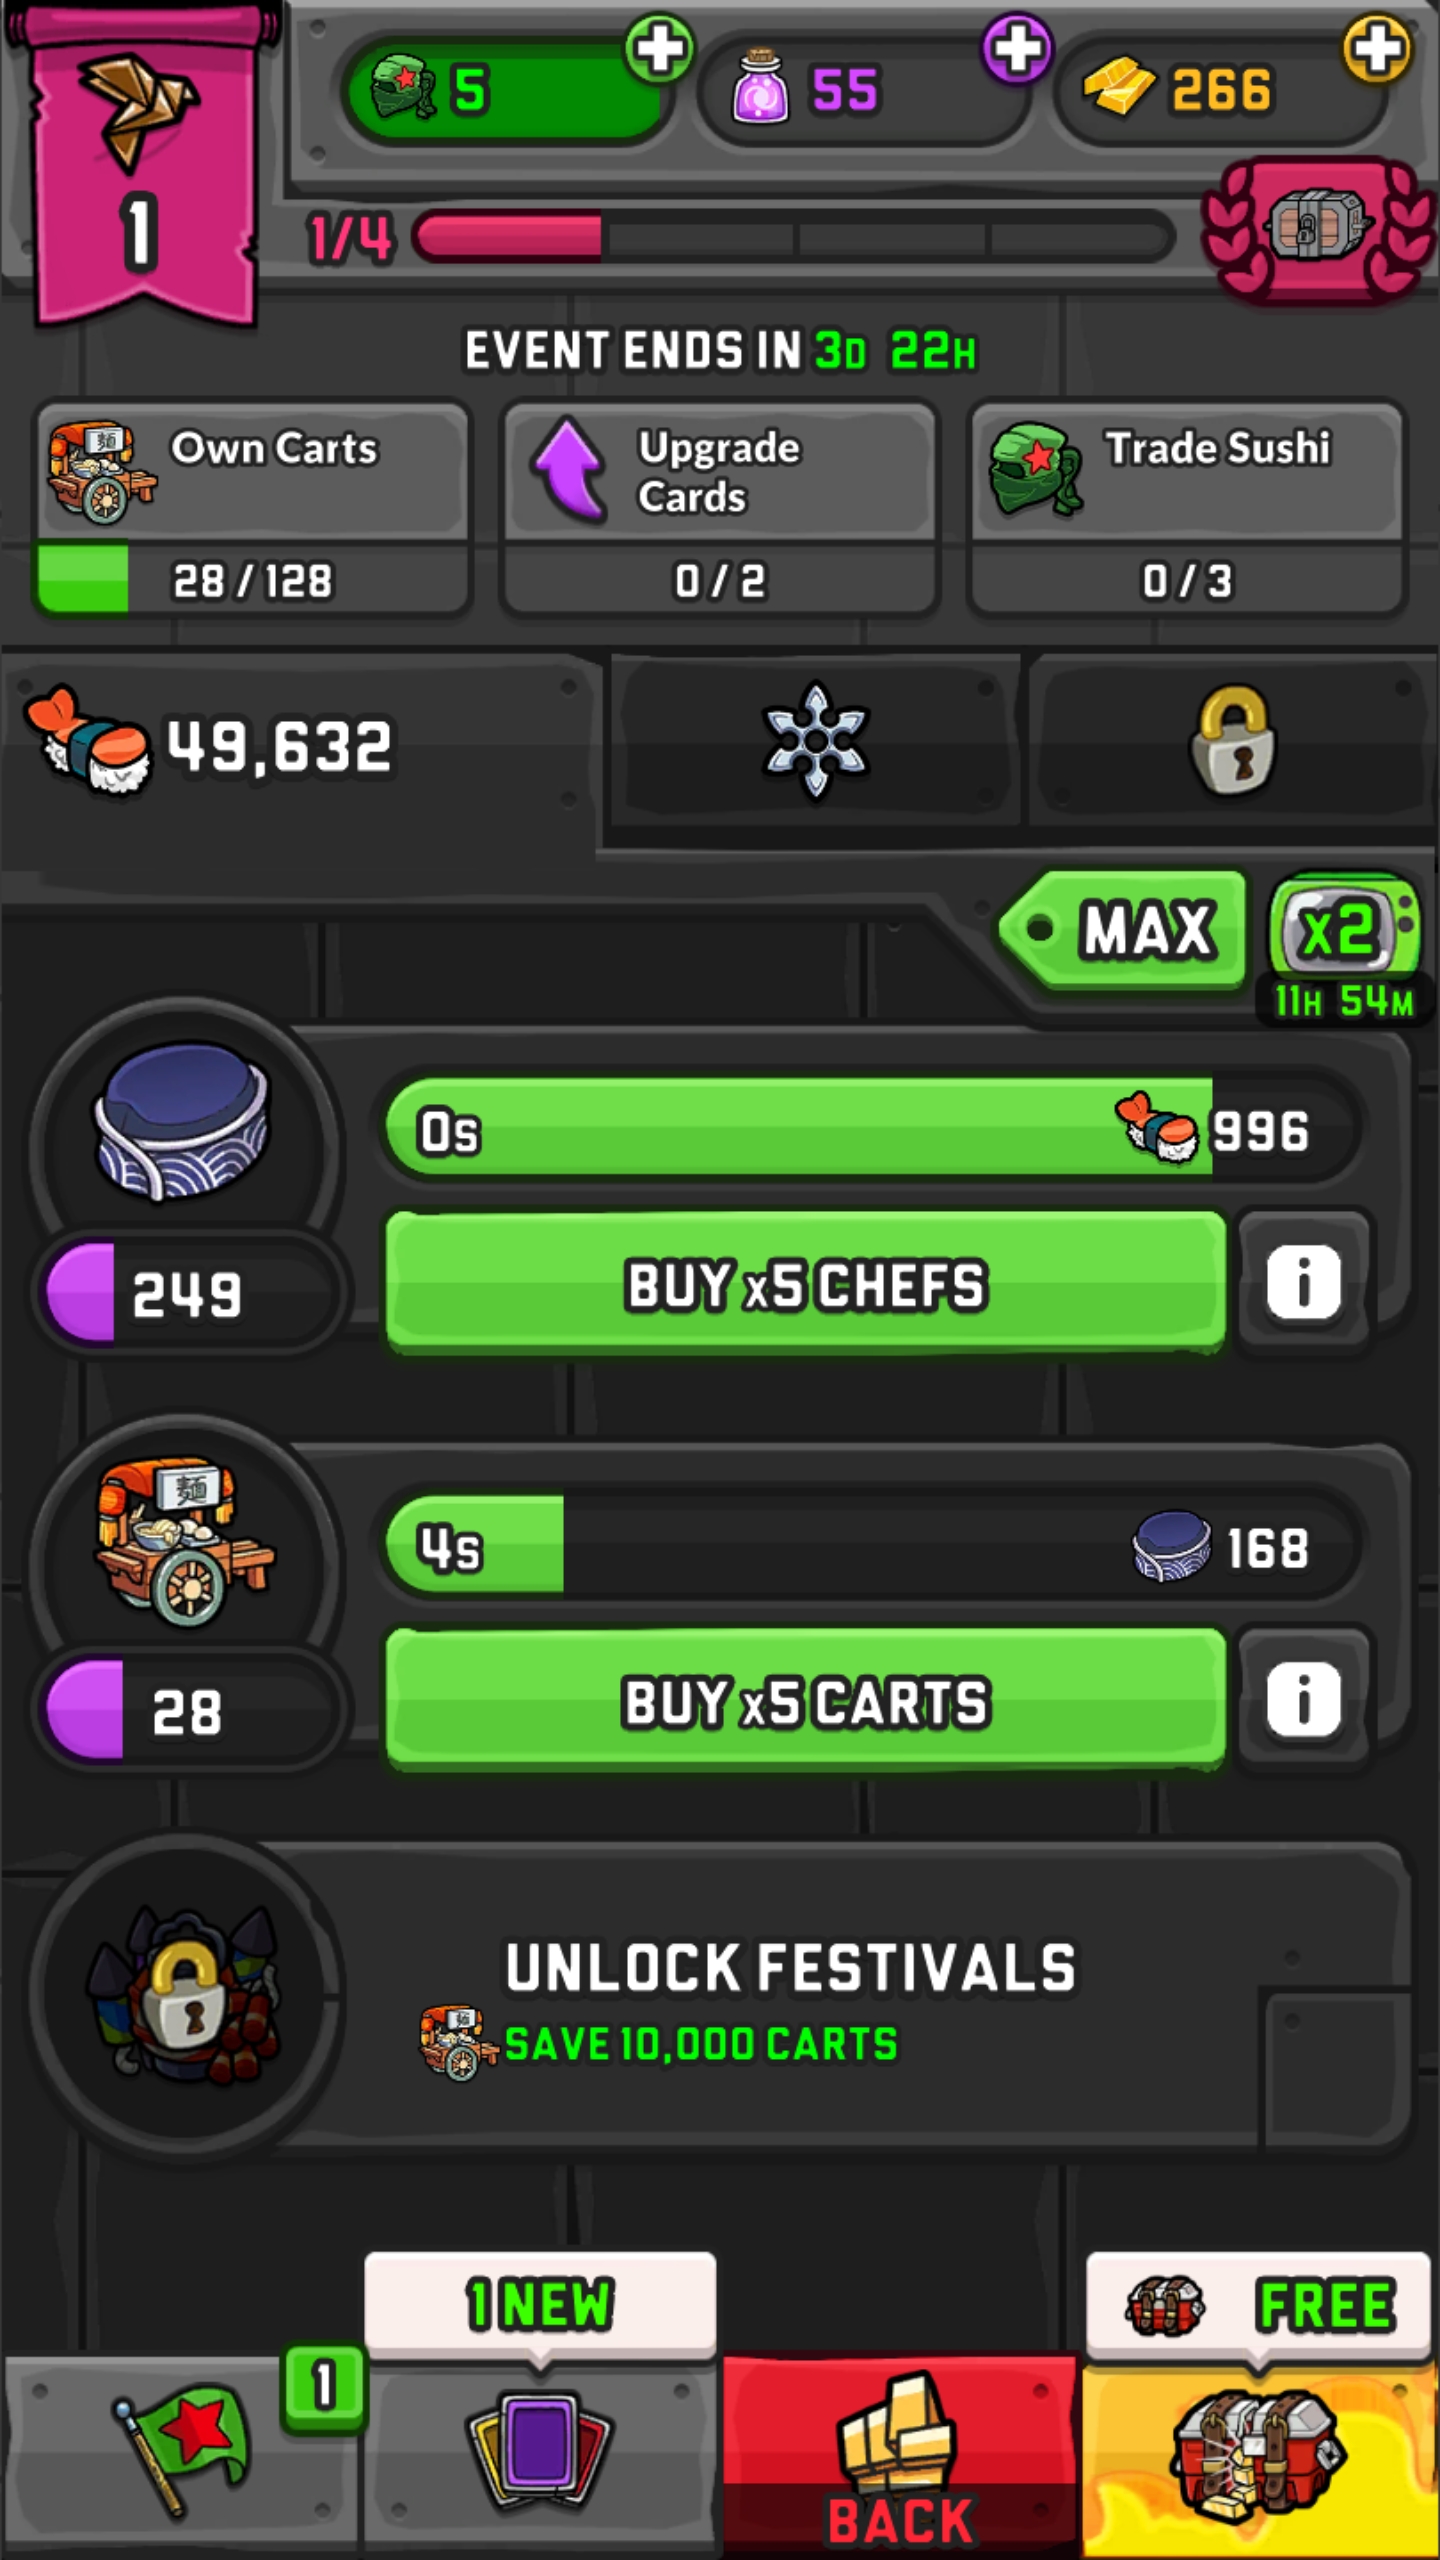 5
55
266
1
1/4
EVENT ENDS IN 3D 22H
Own Carts
28 / 128
Upgrade
Cards
0 / 2
Trade Sushi
0 / 3
49,632
MAX
x2
11H 54M
0s
996
249
BUY x5 CHEFS
i
麺
4s
168
28
BUY x5 CARTS
i
UNLOCK FESTIVALS
SAVE 10,000 CARTS
1 NEW
FREE
1
BACK